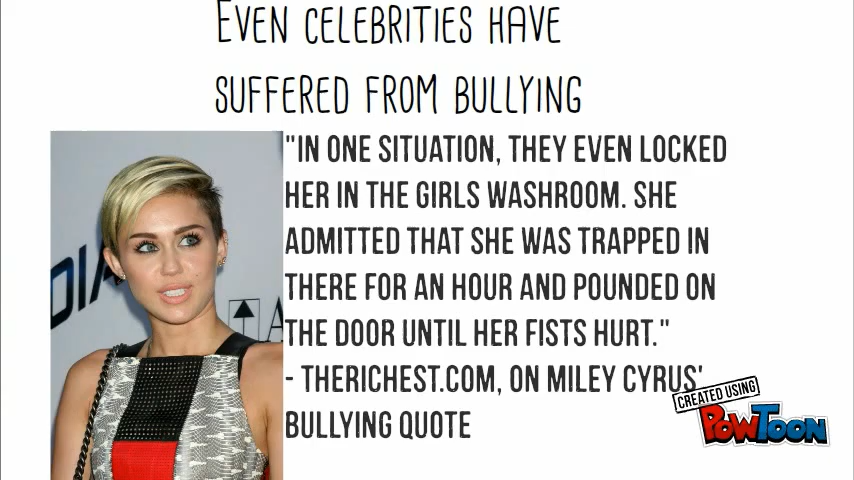 EVEN CELEBRITIES HAVE
SUFFERED FROM BULLYING
"IN ONE SITUATION, THEY EVEN LOCKED
HER IN THE GIRLS WASHROOM. SHE
ADMITTED THAT SHE WAS TRAPPED IN
THERE FOR AN HOUR AND POUNDED ON
THE DOOR UNTIL HER FISTS HURT."
- THERICHEST.COM, ON MILEY CYRUS'
BULLYING QUOTE
CREATED USING
POWTOON